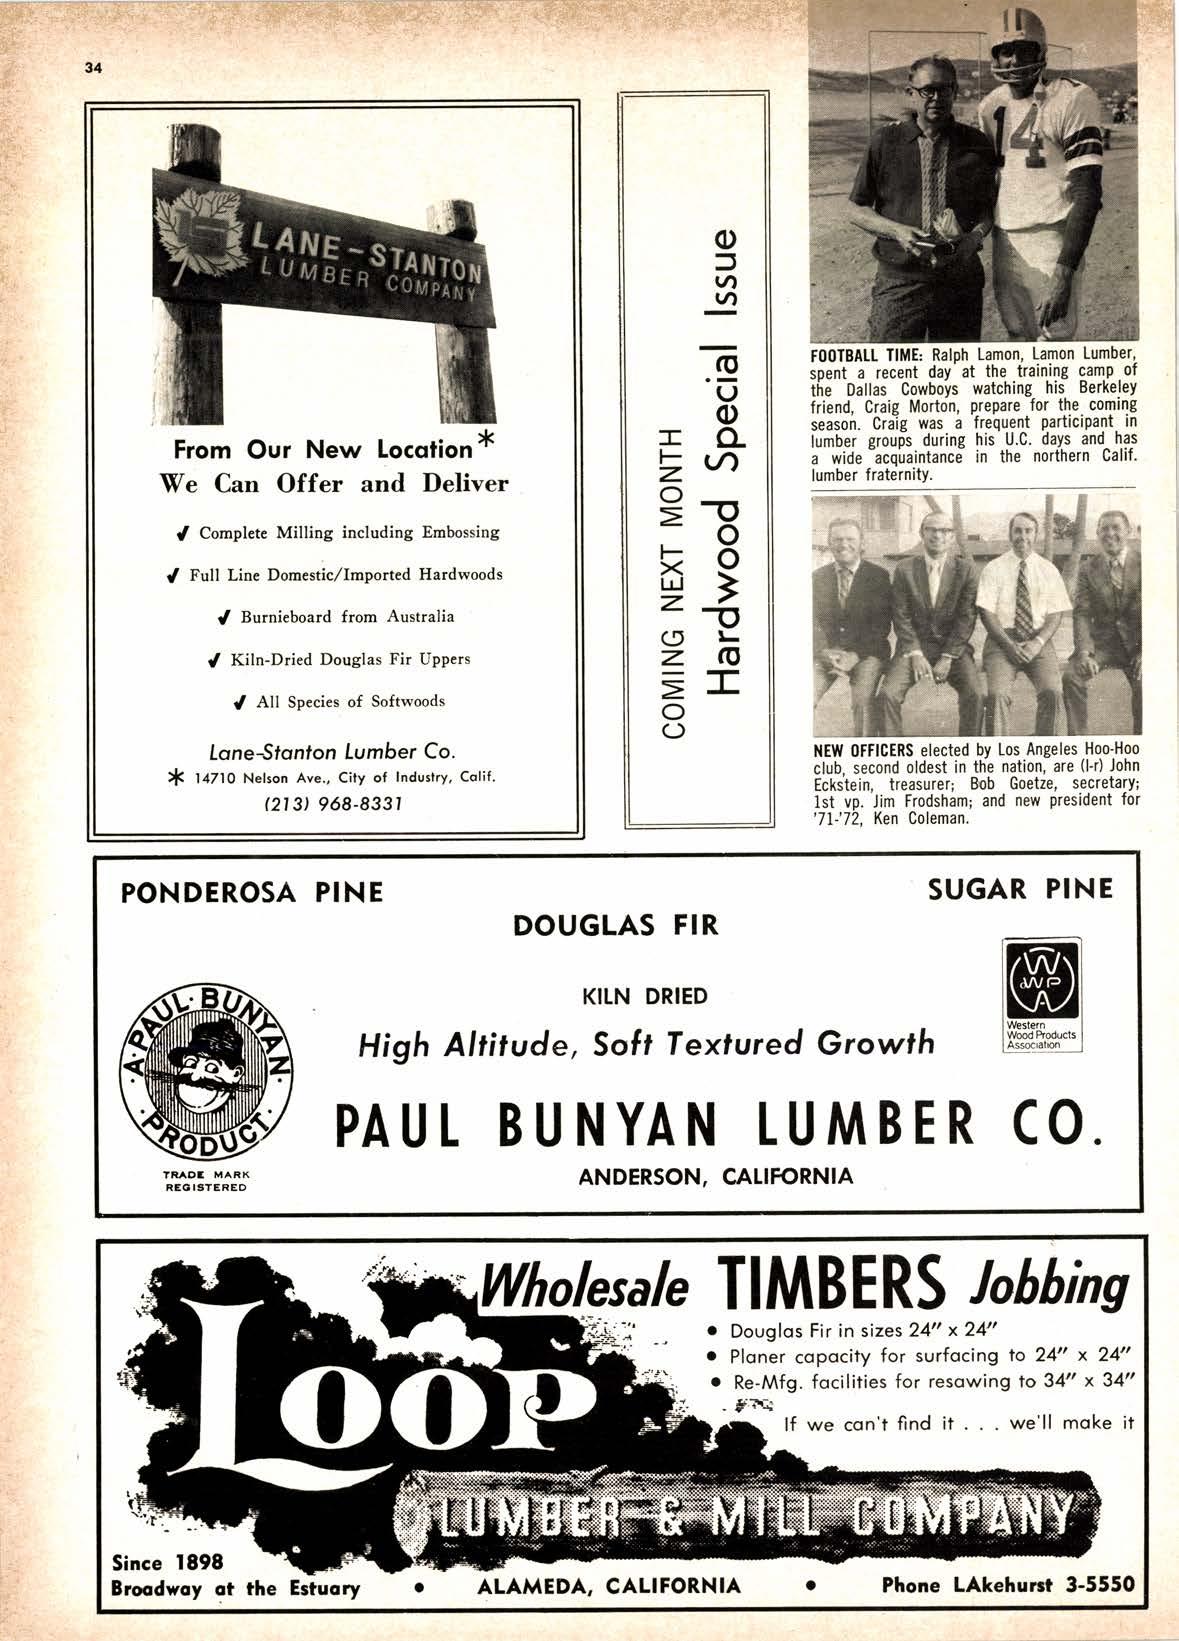 34
LANE-STANTON
LUMBER COMPANY
From Our New Location*
We Can Offer and Deliver
✓ Complete Milling including Embossing
✓ Full Line Domestic/Imported Hardwoods
✓ Burnieboard from Australia
✓ Kiln-Dried Douglas Fir Uppers
✓ All Species of Softwoods
Lane-Stanton Lumber Co.
* 14710 Nelson Ave., City of Industry, Calif.
(213) 968-8331
COMING NEXT MONTH
Hardwood Special Issue
14
FOOTBALL TIME: Ralph Lamon, Lamon Lumber,
spent a recent day at the training camp of
the Dallas Cowboys watching his Berkeley
friend, Craig Morton, prepare for the coming
season. Craig was a frequent participant in
lumber groups during his U.C. days and has
a wide acquaintance in the northern Calif.
lumber fraternity.
NEW OFFICERS elected by Los Angeles Hoo-Hoo
club, second oldest in the nation, are (l-r) John
Eckstein, treasurer; Bob Goetze, secretary;
1st vp. Jim Frodsham; and new president for
'71-'72, Ken Coleman.
PONDEROSA PINE
SUGAR PINE
DOUGLAS FIR
KILN DRIED
High Altitude, Soft Textured Growth
PAUL BUNYAN LUMBER CO.
ANDERSON, CALIFORNIA
A·PAUL·BUNYAN·
·PRODUCT·
TRADE MARK
REGISTERED
WWPA
Western
Wood Products
Association
Wholesale TIMBERS Jobbing
• Douglas Fir in sizes 24" x 24"
• Planer capacity for surfacing to 24" x 24"
• Re-Mfg. facilities for resawing to 34" x 34"
If we can't find it . . . we'll make it
LOOP
LUMBER & MILL COMPANY
Since 1898
Broadway at the Estuary • ALAMEDA, CALIFORNIA • Phone LAkehurst 3-5550